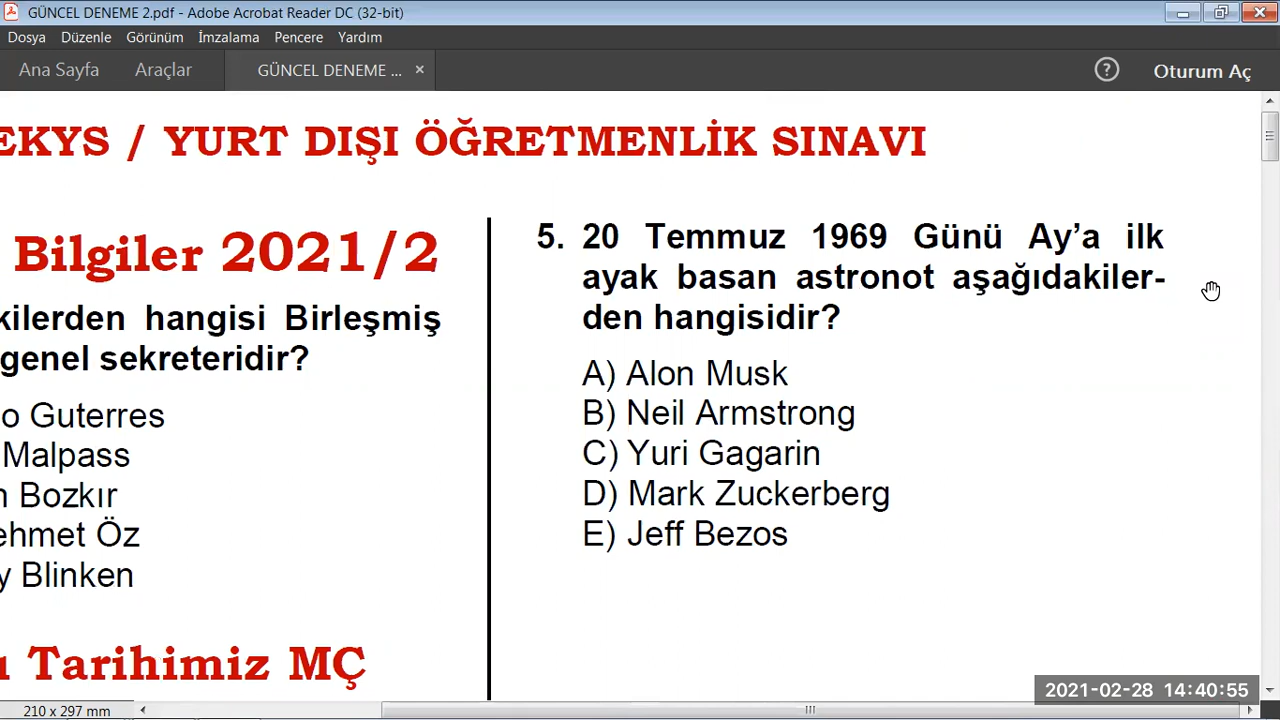 GÜNCEL DENEME 2.pdf - Adobe Acrobat Reader DC (32-bit)
Dosya Düzenle Görünüm İmzalama Pencere Yardım
Ana Sayfa Araçlar GÜNCEL DENEME ... × ? Oturum Aç
EKYS / YURT DIŞI ÖĞRETMENLİK SINAVI
Bilgiler 2021/2
kilerden hangisi Birleşmiş
genel sekreteridir?
o Guterres
Malpass
n Bozkır
ehmet Öz
y Blinken
ı Tarihimiz MÇ
5. 20 Temmuz 1969 Günü Ay’a ilk
ayak basan astronot aşağıdakiler-
den hangisidir?
A) Alon Musk
B) Neil Armstrong
C) Yuri Gagarin
D) Mark Zuckerberg
E) Jeff Bezos
2021-02-28 14:40:55
210 x 297 mm